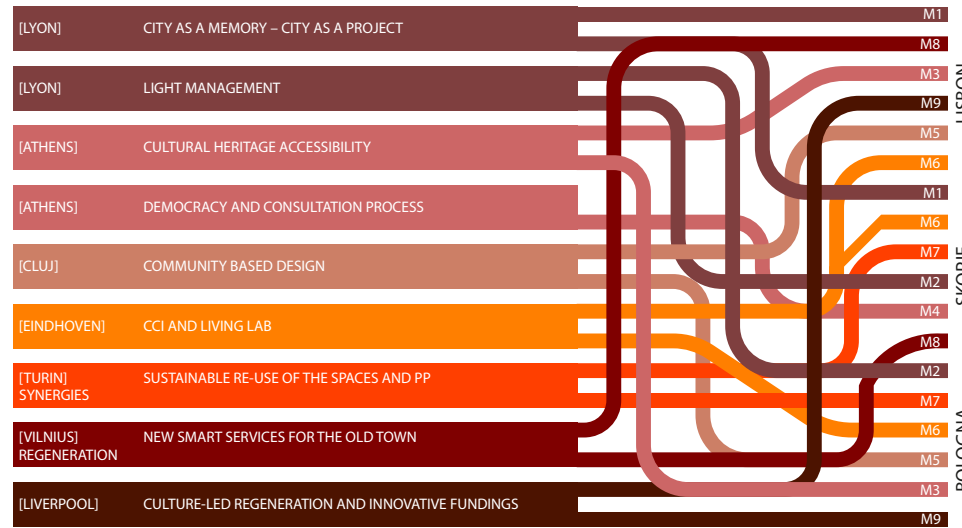 [LYON] CITY AS A MEMORY – CITY AS A PROJECT
[LYON] LIGHT MANAGEMENT
[ATHENS] CULTURAL HERITAGE ACCESSIBILITY
[ATHENS] DEMOCRACY AND CONSULTATION PROCESS
[CLUJ] COMMUNITY BASED DESIGN
[EINDHOVEN] CCI AND LIVING LAB
[TURIN] SUSTAINABLE RE-USE OF THE SPACES AND PP
SYNERGIES
[VILNIUS] NEW SMART SERVICES FOR THE OLD TOWN
REGENERATION
[LIVERPOOL] CULTURE-LED REGENERATION AND INNOVATIVE FUNDINGS
M1
M8
M3
M9
M5
M6
M1
M6
M7
M2
M4
M8
M2
M7
M6
M5
M3
M9
LISBON
SKOPJE
BOLOGNA